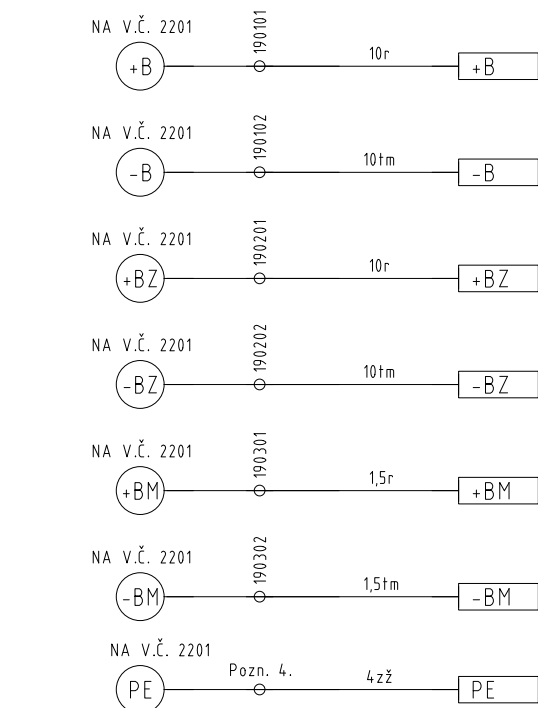 NA V.Č. 2201
190101
+B
10r
+B
NA V.Č. 2201
190102
-B
10tm
-B
NA V.Č. 2201
190201
+BZ
10r
+BZ
NA V.Č. 2201
190202
-BZ
10tm
-BZ
NA V.Č. 2201
190301
+BM
1,5r
+BM
NA V.Č. 2201
190302
-BM
1,5tm
-BM
NA V.Č. 2201
Pozn. 4.
PE
4zž
PE